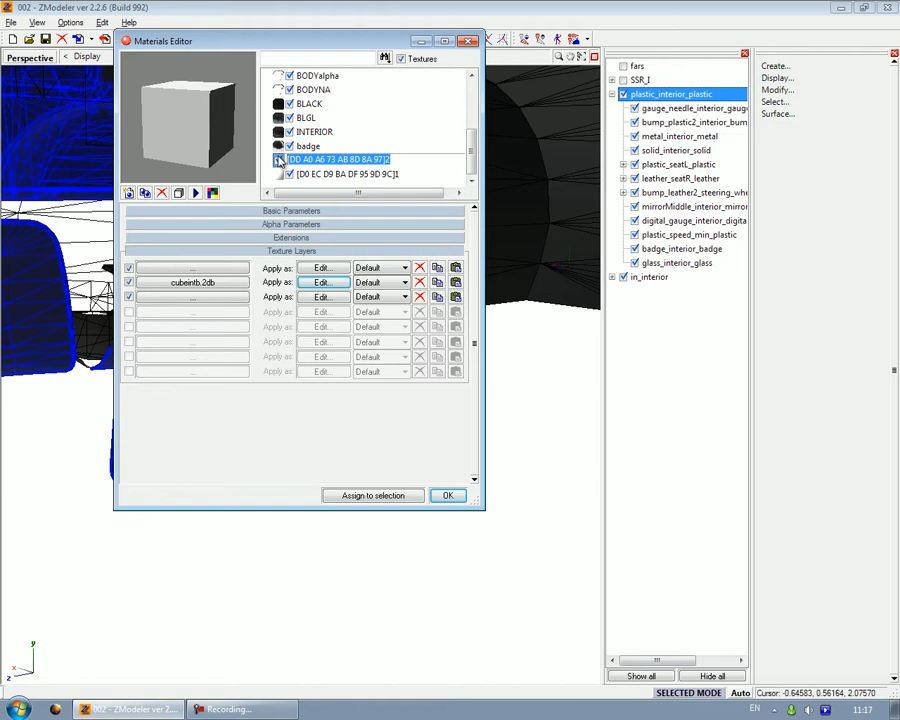 002 - ZModeler ver 2.2.6 (Build 992)
File View Options Edit Help
Perspective < Display
Materials Editor
Textures
BODYalpha
BODYNA
BLACK
BLGL
INTERIOR
badge
[DD A0 A6 73 AB 8D 8A 97]2
[D0 EC D9 BA DF 95 9D 9C]1
Basic Parameters
Alpha Parameters
Extensions
Texture Layers
... Apply as: Edit... Default
cubeintb.2db Apply as: Edit... Default
... Apply as: Edit... Default
... Apply as: Edit... Default
... Apply as: Edit... Default
... Apply as: Edit... Default
... Apply as: Edit... Default
... Apply as: Edit... Default
Assign to selection OK
fars
SSR_I
plastic_interior_plastic
gauge_needle_interior_gaug
bump_plastic2_interior_bum
metal_interior_metal
solid_interior_solid
plastic_seatL_plastic
leather_seatR_leather
bump_leather2_steering_whe
mirrorMiddle_interior_mirror
digital_gauge_interior_digita
plastic_speed_min_plastic
badge_interior_badge
glass_interior_glass
in_interior
Show all Hide all
Create...
Display...
Modify...
Select...
Surface...
y
x
z
SELECTED MODE Auto Cursor: -0.64583, 0.56164, 2.07570
002 - ZModeler ver 2.... Recording... EN 11:17